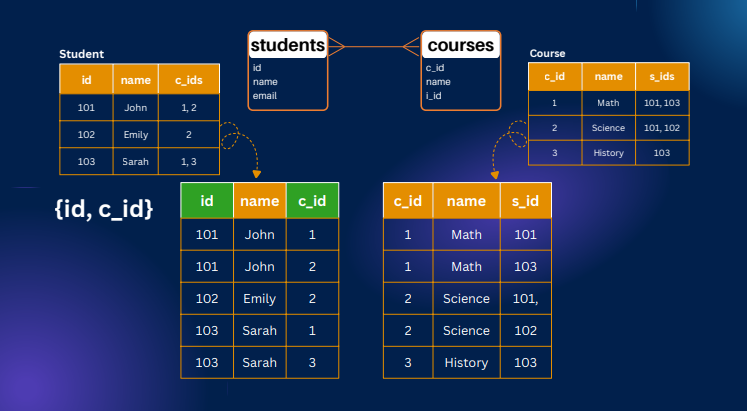 students
id
name
email
courses
c_id
name
i_id
Student
id name c_ids
101 John 1, 2
102 Emily 2
103 Sarah 1, 3
Course
c_id name s_ids
1 Math 101, 103
2 Science 101, 102
3 History 103
{id, c_id}
id name c_id
101 John 1
101 John 2
102 Emily 2
103 Sarah 1
103 Sarah 3
c_id name s_id
1 Math 101
1 Math 103
2 Science 101,
2 Science 102
3 History 103